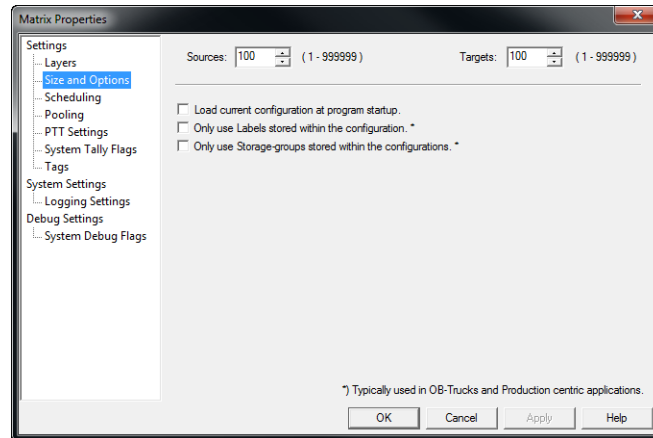 Matrix Properties
Settings
Layers
Size and Options
Scheduling
Pooling
PTT Settings
System Tally Flags
Tags
System Settings
Logging Settings
Debug Settings
System Debug Flags
Sources: 100 ( 1 - 999999 ) Targets: 100 ( 1 - 999999 )
Load current configuration at program startup.
Only use Labels stored within the configuration. *
Only use Storage-groups stored within the configurations. *
*) Typically used in OB-Trucks and Production centric applications.
OK Cancel Apply Help